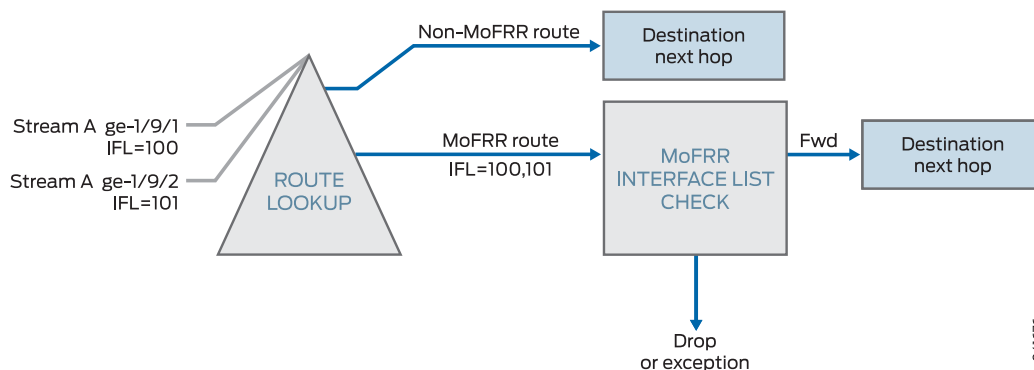 Non-MoFRR route
Destination
next hop
Stream A ge-1/9/1
IFL=100
Stream A ge-1/9/2
IFL=101
ROUTE
LOOKUP
MoFRR route
IFL=100,101
MoFRR
INTERFACE LIST
CHECK
Fwd
Destination
next hop
Drop
or exception